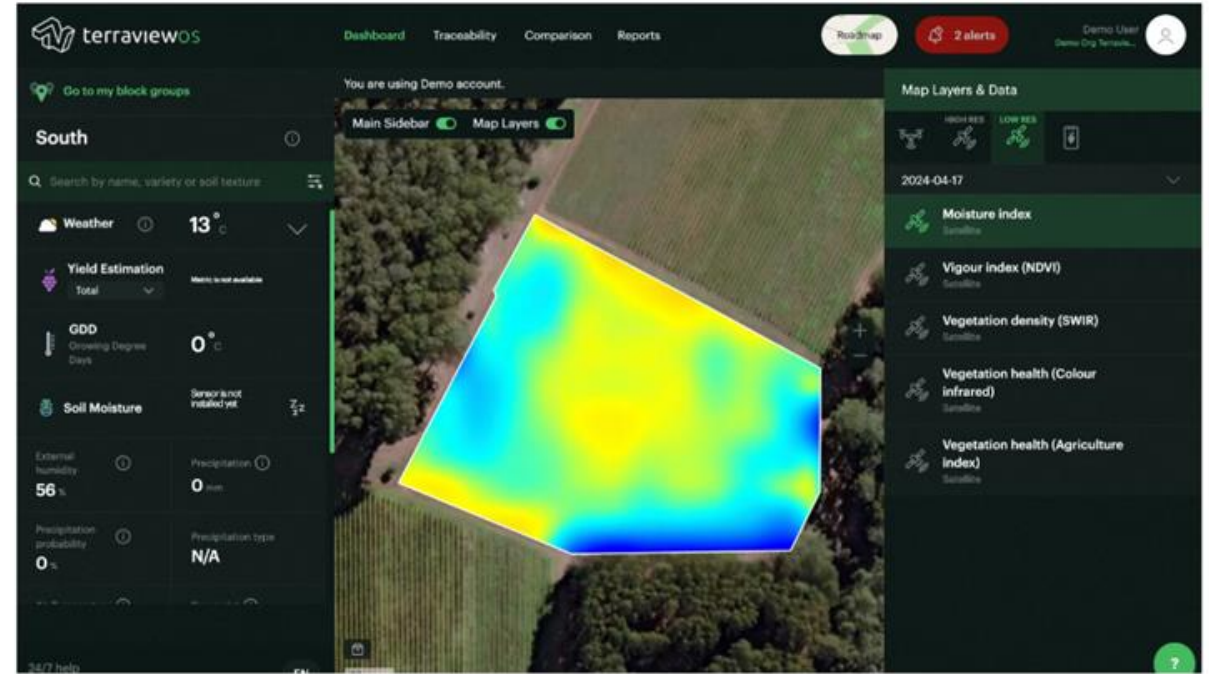 terraviewos
Dashboard
Traceability
Comparison
Reports
Roadmap
2 alerts
Demo User
Demo Org Terravie...
Go to my block groups
South
Search by name, variety or soil texture
Weather
13°c
Yield Estimation
Total
Metric is not available
GDD
Growing Degree
Days
0°c
Soil Moisture
Sensor is not
installed yet
Zzz
External
humidity
56 %
Precipitation
0 mm
Precipitation
probability
0 %
Precipitation type
N/A
24/7 help
EN
You are using Demo account.
Main Sidebar
Map Layers
+
−
Map Layers & Data
HIGH RES
LOW RES
2024-04-17
Moisture index
Satellite
Vigour index (NDVI)
Satellite
Vegetation density (SWIR)
Satellite
Vegetation health (Colour
infrared)
Satellite
Vegetation health (Agriculture
index)
Satellite
?